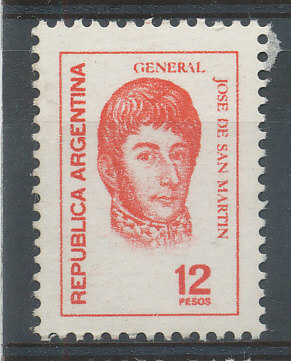 GENERAL
JOSE DE SAN MARTIN
REPUBLICA ARGENTINA
12
PESOS